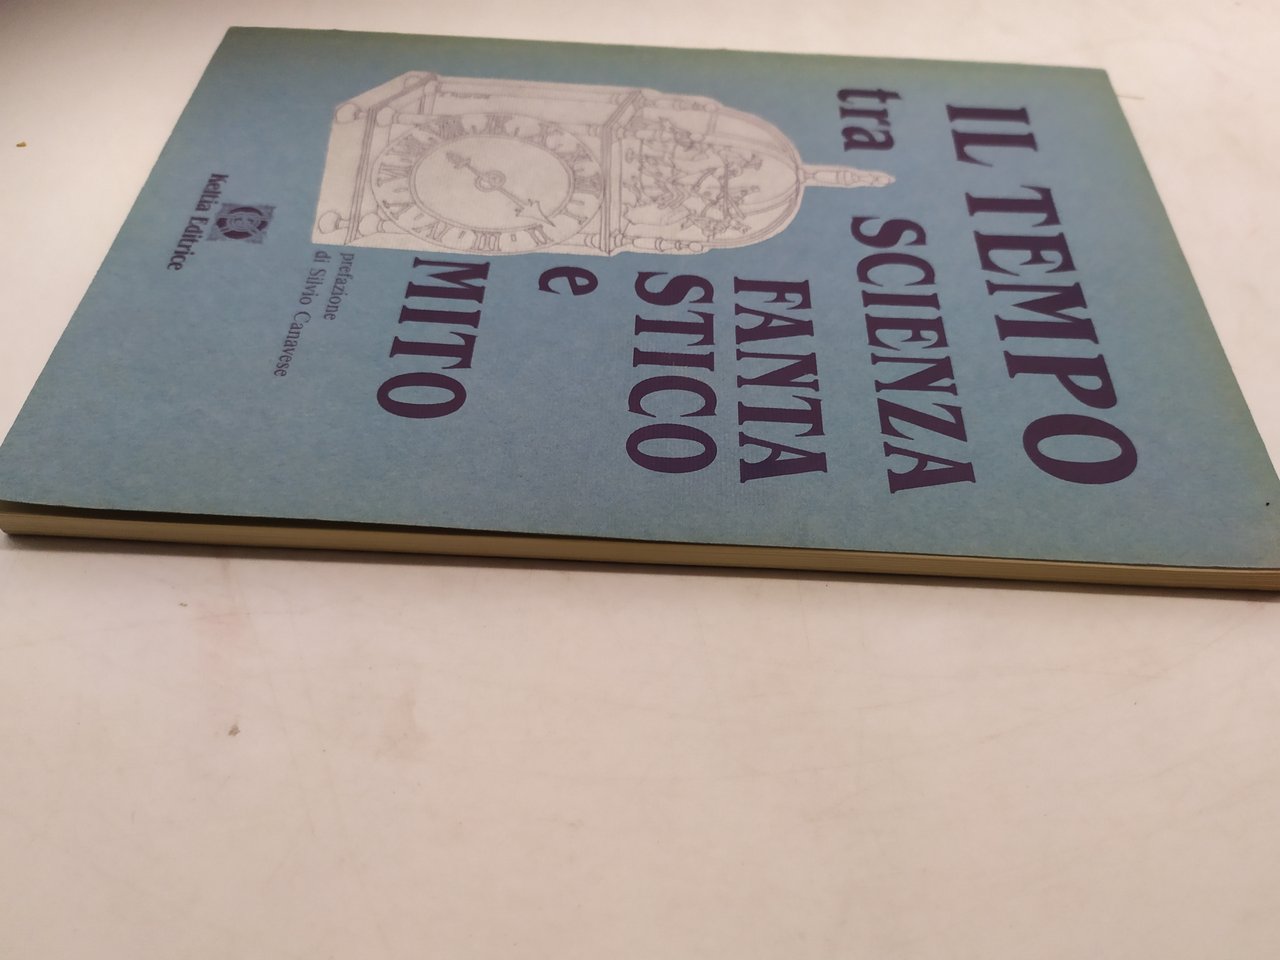 IL TEMPO
tra SCIENZA
FANTA
STICO
e
MITO
prefazione
di Silvio Canavese
Keltia Editrice